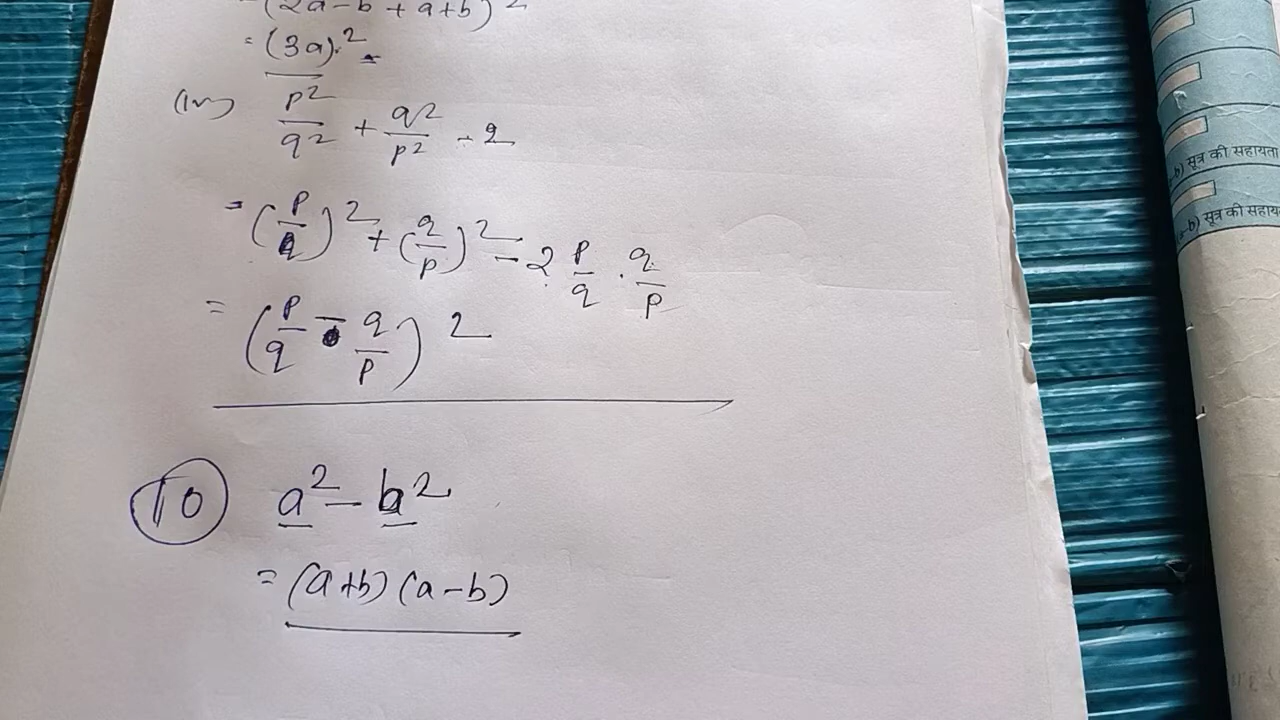 (2a-b+a+b)²
= (3a)²
(iv) p²/q² + q²/p² - 2
= (p/q)² + (q/p)² - 2 p/q . q/p
= (p/q - q/p)²
10 a² - b²
= (a+b)(a-b)
-b) सूत्र की सहायता
a-b) सूत्र की सहाय